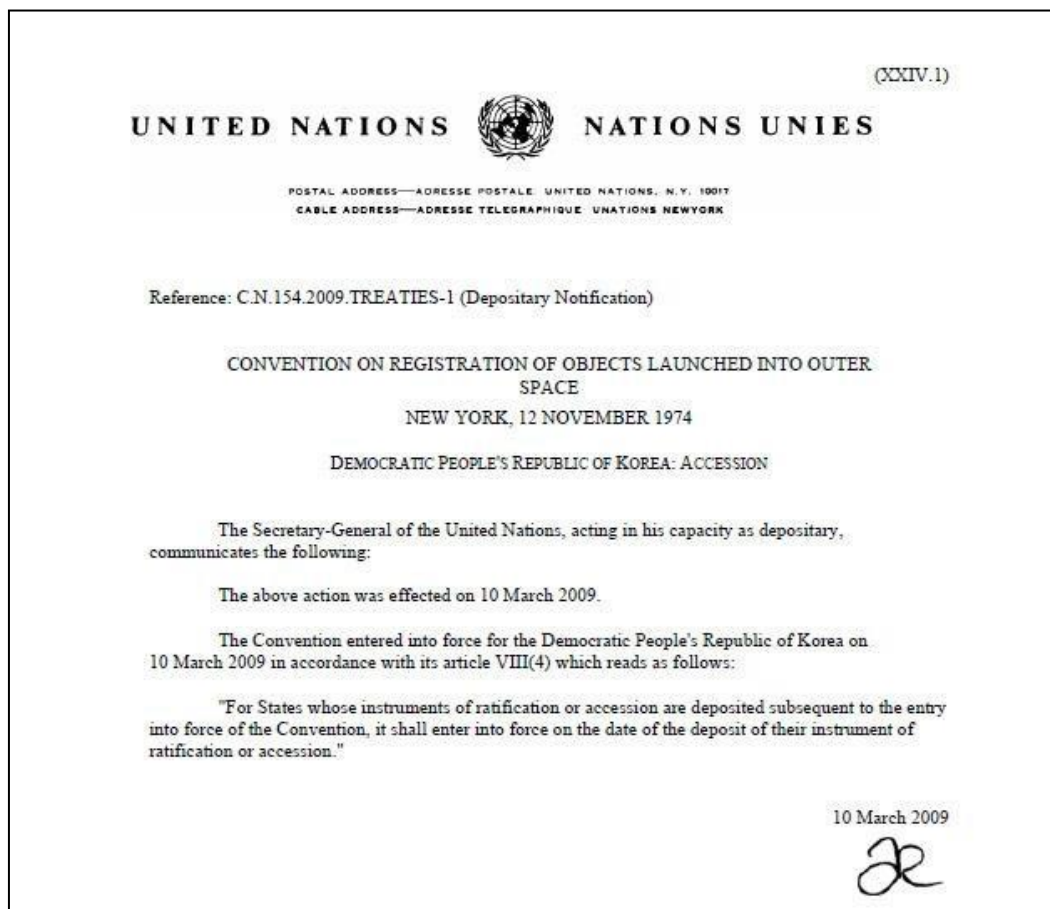 (XXIV.1)
UNITED NATIONS NATIONS UNIES
POSTAL ADDRESS—ADRESSE POSTALE UNITED NATIONS, N.Y. 10017
CABLE ADDRESS—ADRESSE TELEGRAPHIQUE UNATIONS NEWYORK
Reference: C.N.154.2009.TREATIES-1 (Depositary Notification)
CONVENTION ON REGISTRATION OF OBJECTS LAUNCHED INTO OUTER
SPACE
NEW YORK, 12 NOVEMBER 1974
DEMOCRATIC PEOPLE'S REPUBLIC OF KOREA: ACCESSION
The Secretary-General of the United Nations, acting in his capacity as depositary,
communicates the following:
The above action was effected on 10 March 2009.
The Convention entered into force for the Democratic People's Republic of Korea on
10 March 2009 in accordance with its article VIII(4) which reads as follows:
"For States whose instruments of ratification or accession are deposited subsequent to the entry
into force of the Convention, it shall enter into force on the date of the deposit of their instrument of
ratification or accession."
10 March 2009